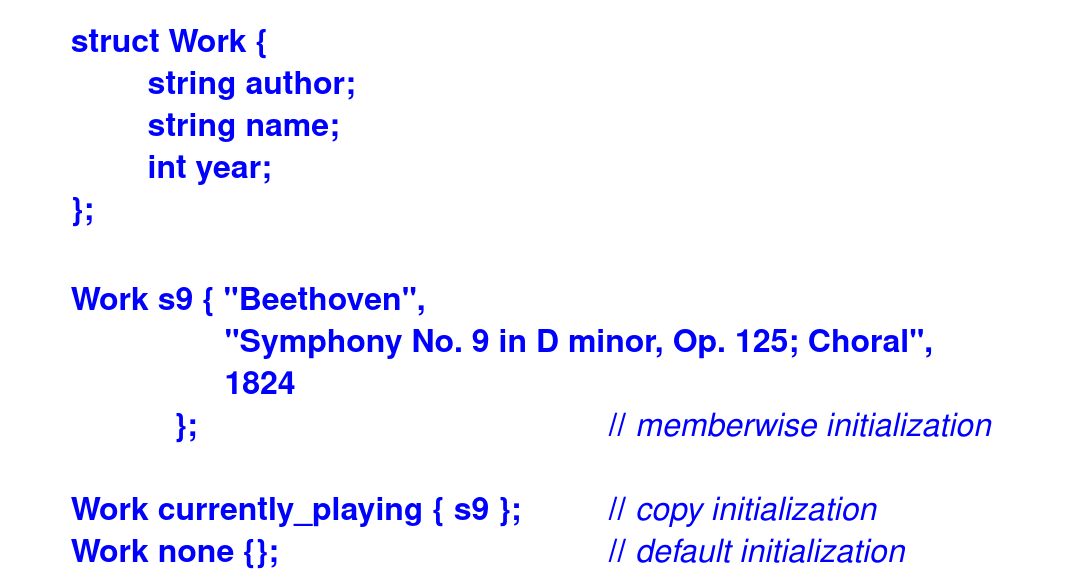 struct Work {
string author;
string name;
int year;
};
Work s9 { "Beethoven",
"Symphony No. 9 in D minor, Op. 125; Choral",
1824
}; // memberwise initialization
Work currently_playing { s9 }; // copy initialization
Work none {}; // default initialization